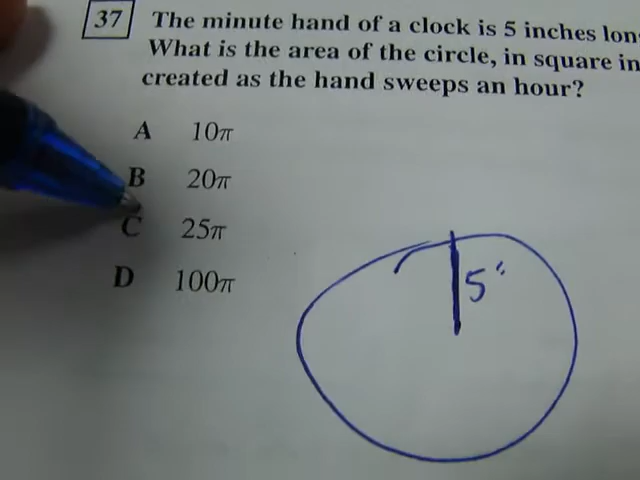 37 The minute hand of a clock is 5 inches
What is the area of the circle, in square
created as the hand sweeps an hour?
A 10π
B 20π
C 25π
D 100π
5"